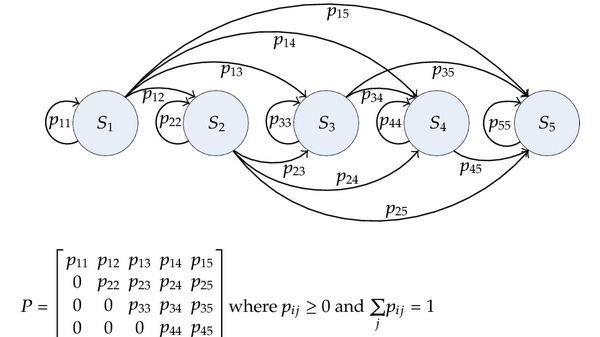 p15
p14
p13
p35
p12
p34
p11 S1 p22 S2 p33 S3 p44 S4 p55 S5
p23
p45
p24
p25
p11 p12 p13 p14 p15
0 p22 p23 p24 p25
P = 0 0 p33 p34 p35 where pij ≥ 0 and ∑j pij = 1
0 0 0 p44 p45